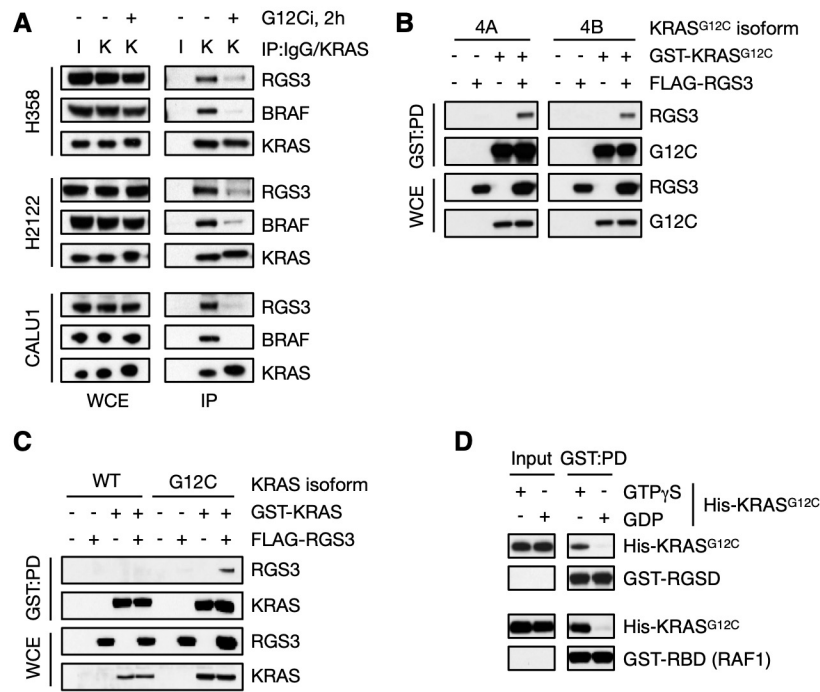 A
- - + G12Ci, 2h
I K K I K K IP:IgG/KRAS
H358
RGS3
BRAF
KRAS
H2122
RGS3
BRAF
KRAS
CALU1
RGS3
BRAF
KRAS
WCE IP
B
4A 4B KRASG12C isoform
- - + + - - + + GST-KRASG12C
- + - + - + - + FLAG-RGS3
GST:PD
RGS3
G12C
WCE
RGS3
G12C
C
WT G12C KRAS isoform
- - + + - - + + GST-KRAS
- + - + - + - + FLAG-RGS3
GST:PD
RGS3
KRAS
WCE
RGS3
KRAS
D
Input GST:PD
+ - + - GTPγS
- + - + GDP
His-KRASG12C
His-KRASG12C
GST-RGSD
His-KRASG12C
GST-RBD (RAF1)